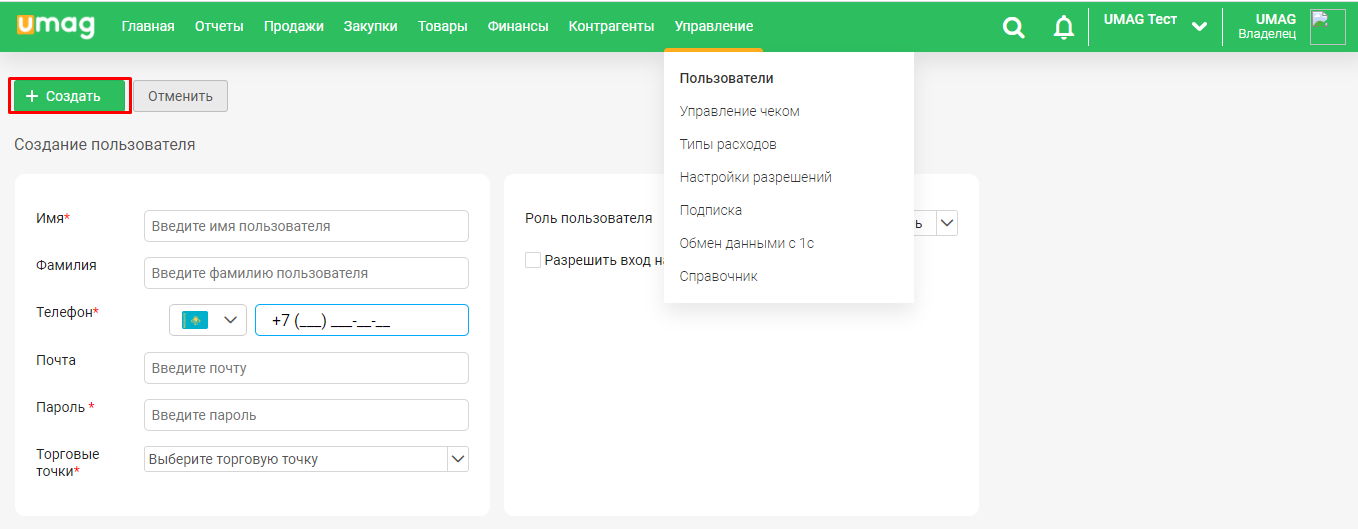 umag Главная Отчеты Продажи Закупки Товары Финансы Контрагенты Управление UMAG Тест UMAG
Владелец
Создать Отменить
Создание пользователя
Пользователи
Управление чеком
Типы расходов
Настройки разрешений
Подписка
Обмен данными с 1с
Справочник
Имя* Введите имя пользователя
Фамилия Введите фамилию пользователя
Телефон* +7 (___) ___-__-__
Почта Введите почту
Пароль * Введите пароль
Торговые
точки* Выберите торговую точку
Роль пользователя
Разрешить вход